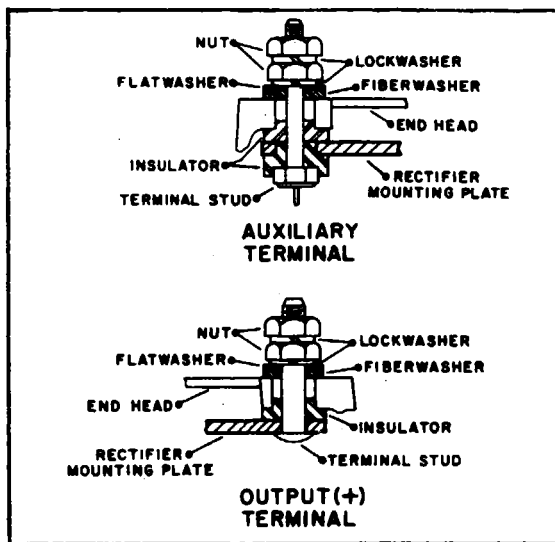 NUT
LOCKWASHER
FLATWASHER
FIBERWASHER
END HEAD
INSULATOR
RECTIFIER
MOUNTING PLATE
TERMINAL STUD
AUXILIARY
TERMINAL
NUT
LOCKWASHER
FLATWASHER
FIBERWASHER
END HEAD
INSULATOR
RECTIFIER
MOUNTING PLATE
TERMINAL STUD
OUTPUT(+)
TERMINAL